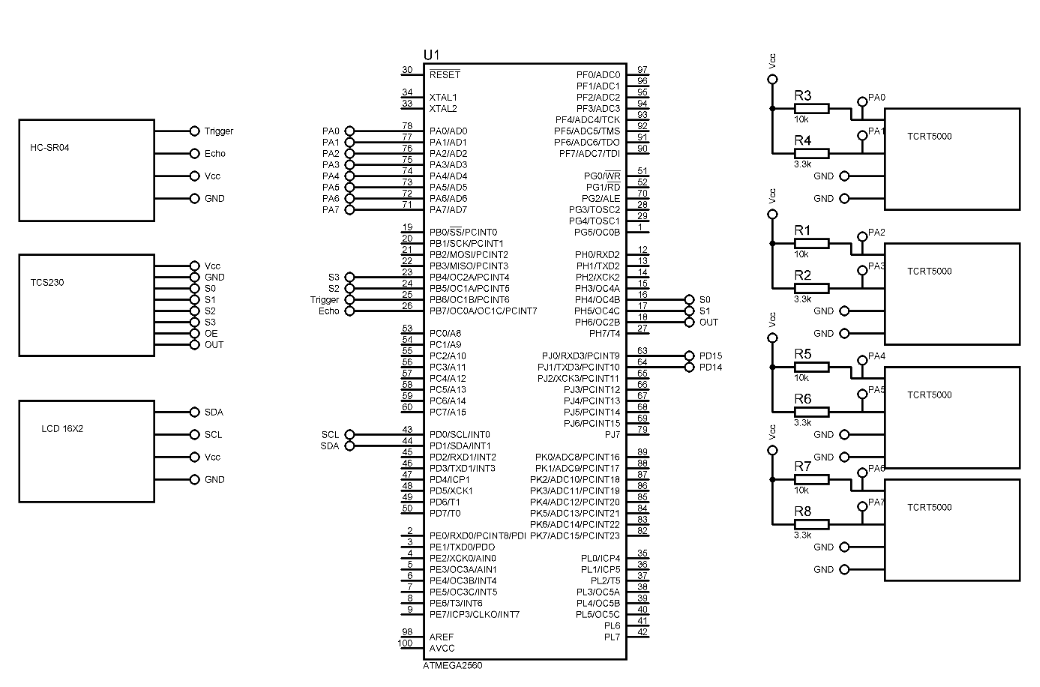 HC-SR04
Trigger
Echo
Vcc
GND
TCS230
Vcc
GND
S0
S1
S2
S3
OE
OUT
LCD 16X2
SDA
SCL
Vcc
GND
U1
30 RESET
34 XTAL1
33 XTAL2
PA0 78 PA0/AD0
PA1 77 PA1/AD1
PA2 76 PA2/AD2
PA3 75 PA3/AD3
PA4 74 PA4/AD4
PA5 73 PA5/AD5
PA6 72 PA6/AD6
PA7 71 PA7/AD7
19 PB0/SS/PCINT0
20 PB1/SCK/PCINT1
21 PB2/MOSI/PCINT2
22 PB3/MISO/PCINT3
S3 23 PB4/OC2A/PCINT4
S2 24 PB5/OC1A/PCINT5
Trigger 25 PB6/OC1B/PCINT6
Echo 26 PB7/OC0A/OC1C/PCINT7
53 PC0/A8
54 PC1/A9
55 PC2/A10
56 PC3/A11
57 PC4/A12
58 PC5/A13
59 PC6/A14
60 PC7/A15
SCL 43 PD0/SCL/INT0
SDA 44 PD1/SDA/INT1
45 PD2/RXD1/INT2
46 PD3/TXD1/INT3
47 PD4/ICP1
48 PD5/XCK1
49 PD6/T1
50 PD7/T0
2 PE0/RXD0/PCINT8/PDI
3 PE1/TXD0/PDO
4 PE2/XCK0/AIN0
5 PE3/OC3A/AIN1
6 PE4/OC3B/INT4
7 PE5/OC3C/INT5
8 PE6/T3/INT6
9 PE7/ICP3/CLKO/INT7
98 AREF
100 AVCC
PF0/ADC0 97
PF1/ADC1 96
PF2/ADC2 95
PF3/ADC3 94
PF4/ADC4/TCK 93
PF5/ADC5/TMS 92
PF6/ADC6/TDO 91
PF7/ADC7/TDI 90
PG0/WR 51
PG1/RD 52
PG2/ALE 70
PG3/TOSC2 28
PG4/TOSC1 29
PG5/OC0B 1
PH0/RXD2 12
PH1/TXD2 13
PH2/XCK2 14
PH3/OC4A 15
PH4/OC4B 16 S0
PH5/OC4C 17 S1
PH6/OC2B 18 OUT
PH7/T4 27
PJ0/RXD3/PCINT9 63 PD15
PJ1/TXD3/PCINT10 64 PD14
PJ2/XCK3/PCINT11 65
PJ3/PCINT12 66
PJ4/PCINT13 67
PJ5/PCINT14 68
PJ6/PCINT15 69
PJ7 79
PK0/ADC8/PCINT16 89
PK1/ADC9/PCINT17 88
PK2/ADC10/PCINT18 87
PK3/ADC11/PCINT19 86
PK4/ADC12/PCINT20 85
PK5/ADC13/PCINT21 84
PK6/ADC14/PCINT22 83
PK7/ADC15/PCINT23 82
PL0/ICP4 35
PL1/ICP5 36
PL2/T5 37
PL3/OC5A 38
PL4/OC5B 39
PL5/OC5C 40
PL6 41
PL7 42
ATMEGA2560
Vcc
R3
10k
PA0
R4
3.3k
PA1
GND
GND
TCRT5000
Vcc
R1
10k
PA2
R2
3.3k
PA3
GND
GND
TCRT5000
Vcc
R5
10k
PA4
R6
3.3k
PA5
GND
GND
TCRT5000
Vcc
R7
10k
PA6
R8
3.3k
PA7
GND
GND
TCRT5000